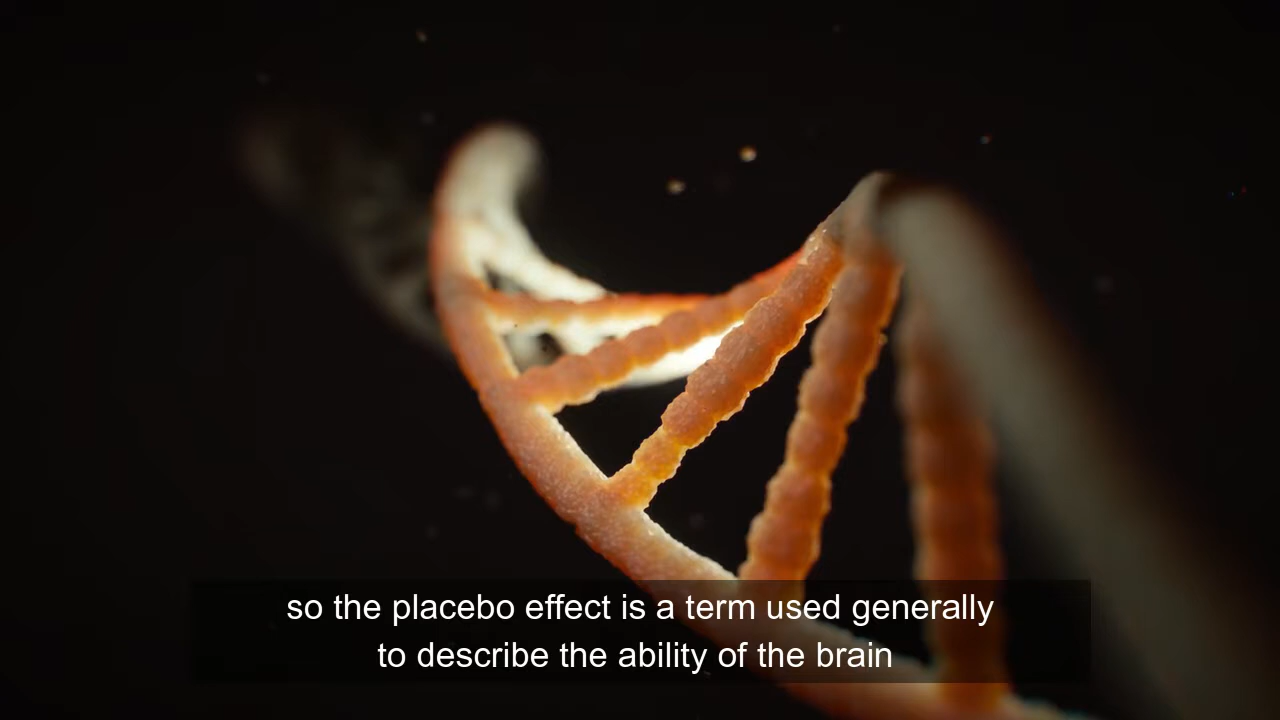 so the placebo effect is a term used generally
to describe the ability of the brain